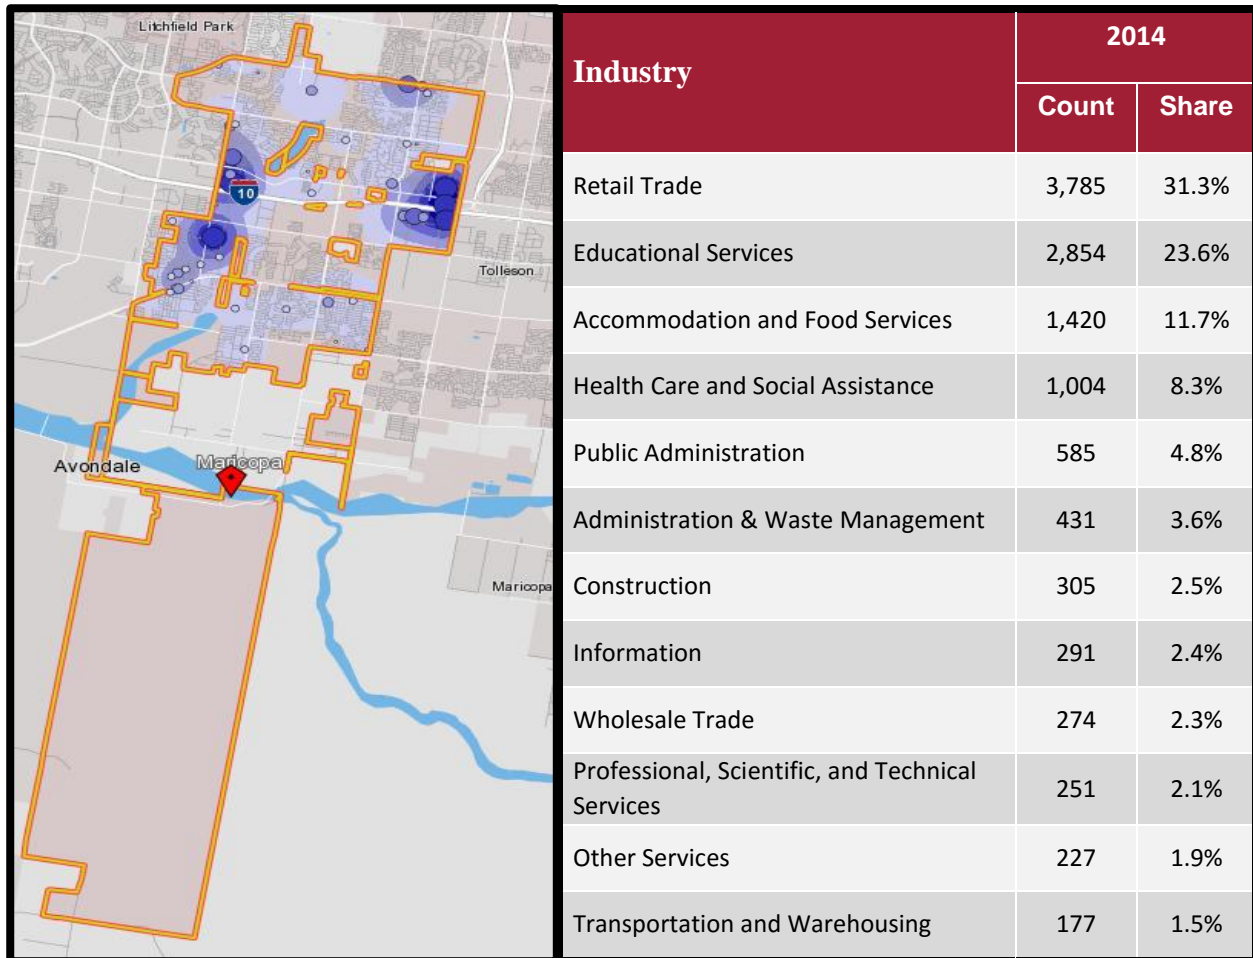 Litchfield Park
10
Tolleson
Avondale
Maricopa
Maricopa
Industry
2014
Count Share
Retail Trade 3,785 31.3%
Educational Services 2,854 23.6%
Accommodation and Food Services 1,420 11.7%
Health Care and Social Assistance 1,004 8.3%
Public Administration 585 4.8%
Administration & Waste Management 431 3.6%
Construction 305 2.5%
Information 291 2.4%
Wholesale Trade 274 2.3%
Professional, Scientific, and Technical
Services 251 2.1%
Other Services 227 1.9%
Transportation and Warehousing 177 1.5%